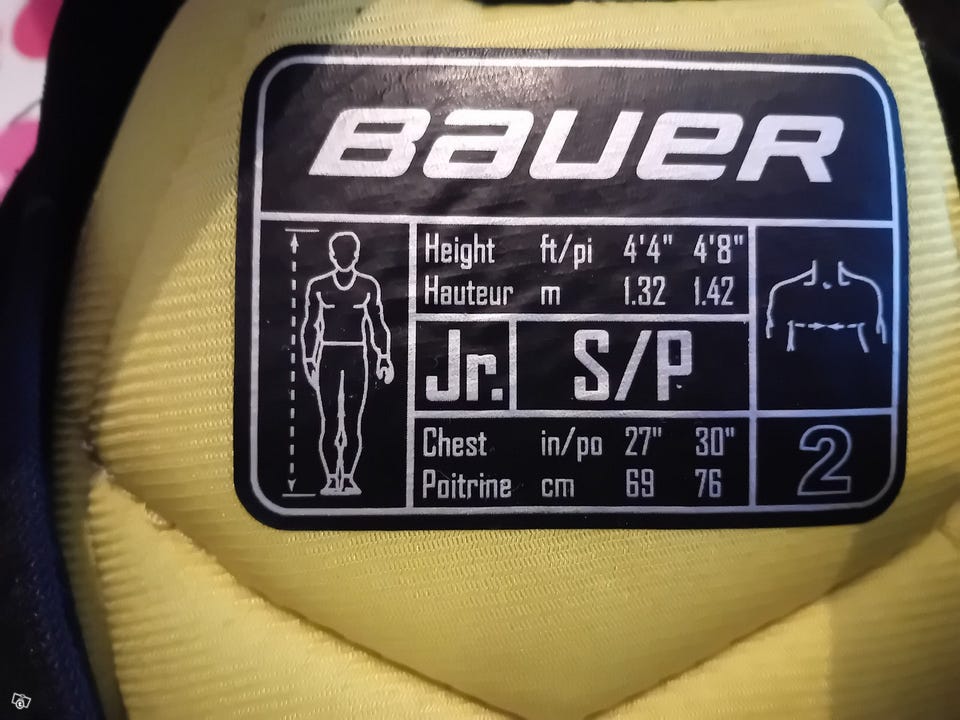 BAUER
Height ft/pi 4'4" 4'8"
Hauteur m 1.32 1.42
Jr. S/P
Chest in/po 27" 30"
Poitrine cm 69 76
2